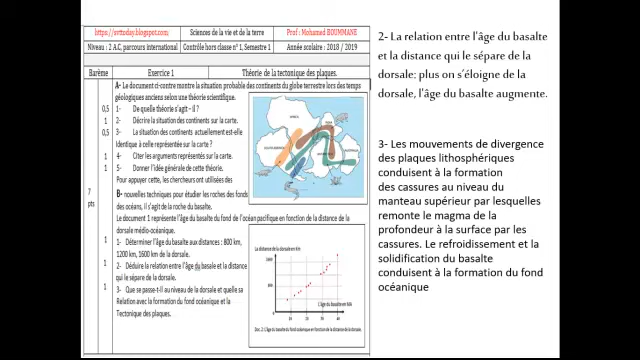 https://svttoday.blogspot.com/ Sciences de la vie et de la terre Prof : Mohamed BOUMMANE
Niveau : 2 A.C, parcours international Contrôle hors classe n° 1, Semestre 1 Année scolaire : 2018 / 2019
Barème Exercice 1 Théorie de la tectonique des plaques.
A- Le document ci-contre montre la situation probable des continents du globe terrestre lors des temps
géologiques anciens selon une théorie scientifique.
0,5 1- De quelle théorie s'agit – il ?
1 2- Décrire la situation des continents sur la carte.
0,5 3- La situation des continents actuellement est-elle
identique à celle représentée sur la carte ?
1 4- Citer les arguments représentés sur la carte.
1 5- Donner l'idée générale de cette théorie.
Pour appuyer cette, les chercheurs ont utilisées des
7
pts
B- nouvelles techniques pour étudier les roches des fonds
des océans, il s'agit de la roche du basalte.
Le document 1 représente l'âge du basalte du fond de l'océan pacifique en fonction de la distance de la
dorsale médio-océanique.
1 1- Déterminer l'âge du basalte aux distances : 800 km,
1200 km, 1600 km de la dorsale.
1 2- Déduire la relation entre l'âge du basale et la distance
qui le sépare de la dorsale.
1 3- Que se passe-t-il au niveau de la dorsale et quelle sa
Relation avec la formation du fond océanique et la
Tectonique des plaques.
La distance de la dorsale en km
L'âge du basalte en MA
10 20 30 40
Doc. 2: L'âge du basalte du fond océanique en fonction de la distance de la dorsale.
2- La relation entre l'âge du basalte
et la distance qui le sépare de la
dorsale; plus on s'éloigne de la
dorsale, l'âge du basalte augmente.
3- Les mouvements de divergence
des plaques lithosphériques
conduisent à la formation
des cassures au niveau du
manteau supérieur par lesquelles
remonte le magma de la
profondeur à la surface par les
cassures. Le refroidissement et la
solidification du basalte
conduisent à la formation du fond
océanique